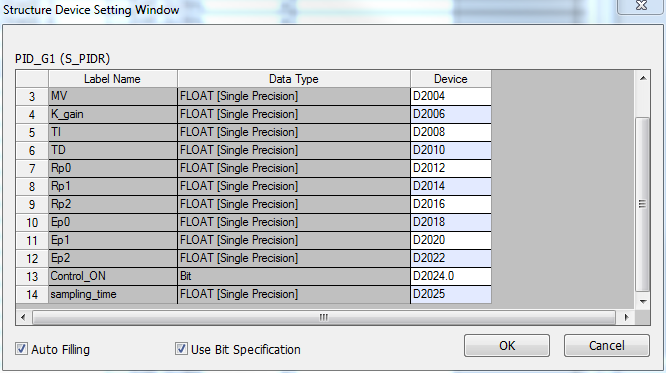 Structure Device Setting Window
PID_G1 (S_PIDR)
Label Name Data Type Device
3 MV FLOAT [Single Precision] D2004
4 K_gain FLOAT [Single Precision] D2006
5 TI FLOAT [Single Precision] D2008
6 TD FLOAT [Single Precision] D2010
7 Rp0 FLOAT [Single Precision] D2012
8 Rp1 FLOAT [Single Precision] D2014
9 Rp2 FLOAT [Single Precision] D2016
10 Ep0 FLOAT [Single Precision] D2018
11 Ep1 FLOAT [Single Precision] D2020
12 Ep2 FLOAT [Single Precision] D2022
13 Control_ON Bit D2024.0
14 sampling_time FLOAT [Single Precision] D2025
Auto Filling Use Bit Specification OK Cancel